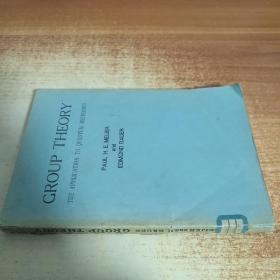 GROUP THEORY
THE APPLICATION TO QUANTUM MECHANICS
PAUL H. E. MEIJER
and
EDMOND BAUER
GROUP THEORY